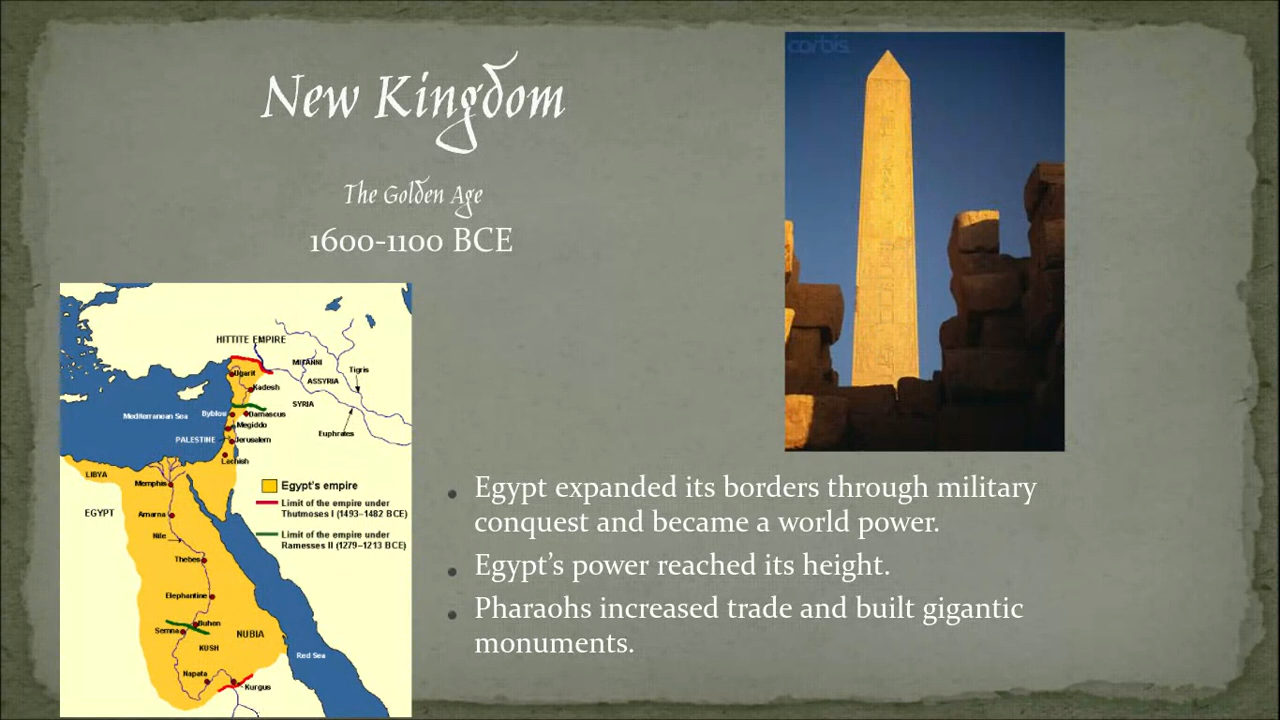 corbis
New Kingdom
The Golden Age
1600-1100 BCE
HITTITE EMPIRE
MITANNI
Tigris
Ugarit
ASSYRIA
Kadesh
SYRIA
Mediterranean Sea
Byblos
Damascus
Megiddo
Euphrates
PALESTINE
Jerusalem
Lachish
LIBYA
Memphis
Egypt's empire
Limit of the empire under
Thutmoses I (1493–1482 BCE)
EGYPT
Amarna
Nile
Limit of the empire under
Ramesses II (1279–1213 BCE)
Thebes
Elephantine
Buhen
Semna
NUBIA
KUSH
Red Sea
Napata
Kurgus
Egypt expanded its borders through military
conquest and became a world power.
Egypt’s power reached its height.
Pharaohs increased trade and built gigantic
monuments.